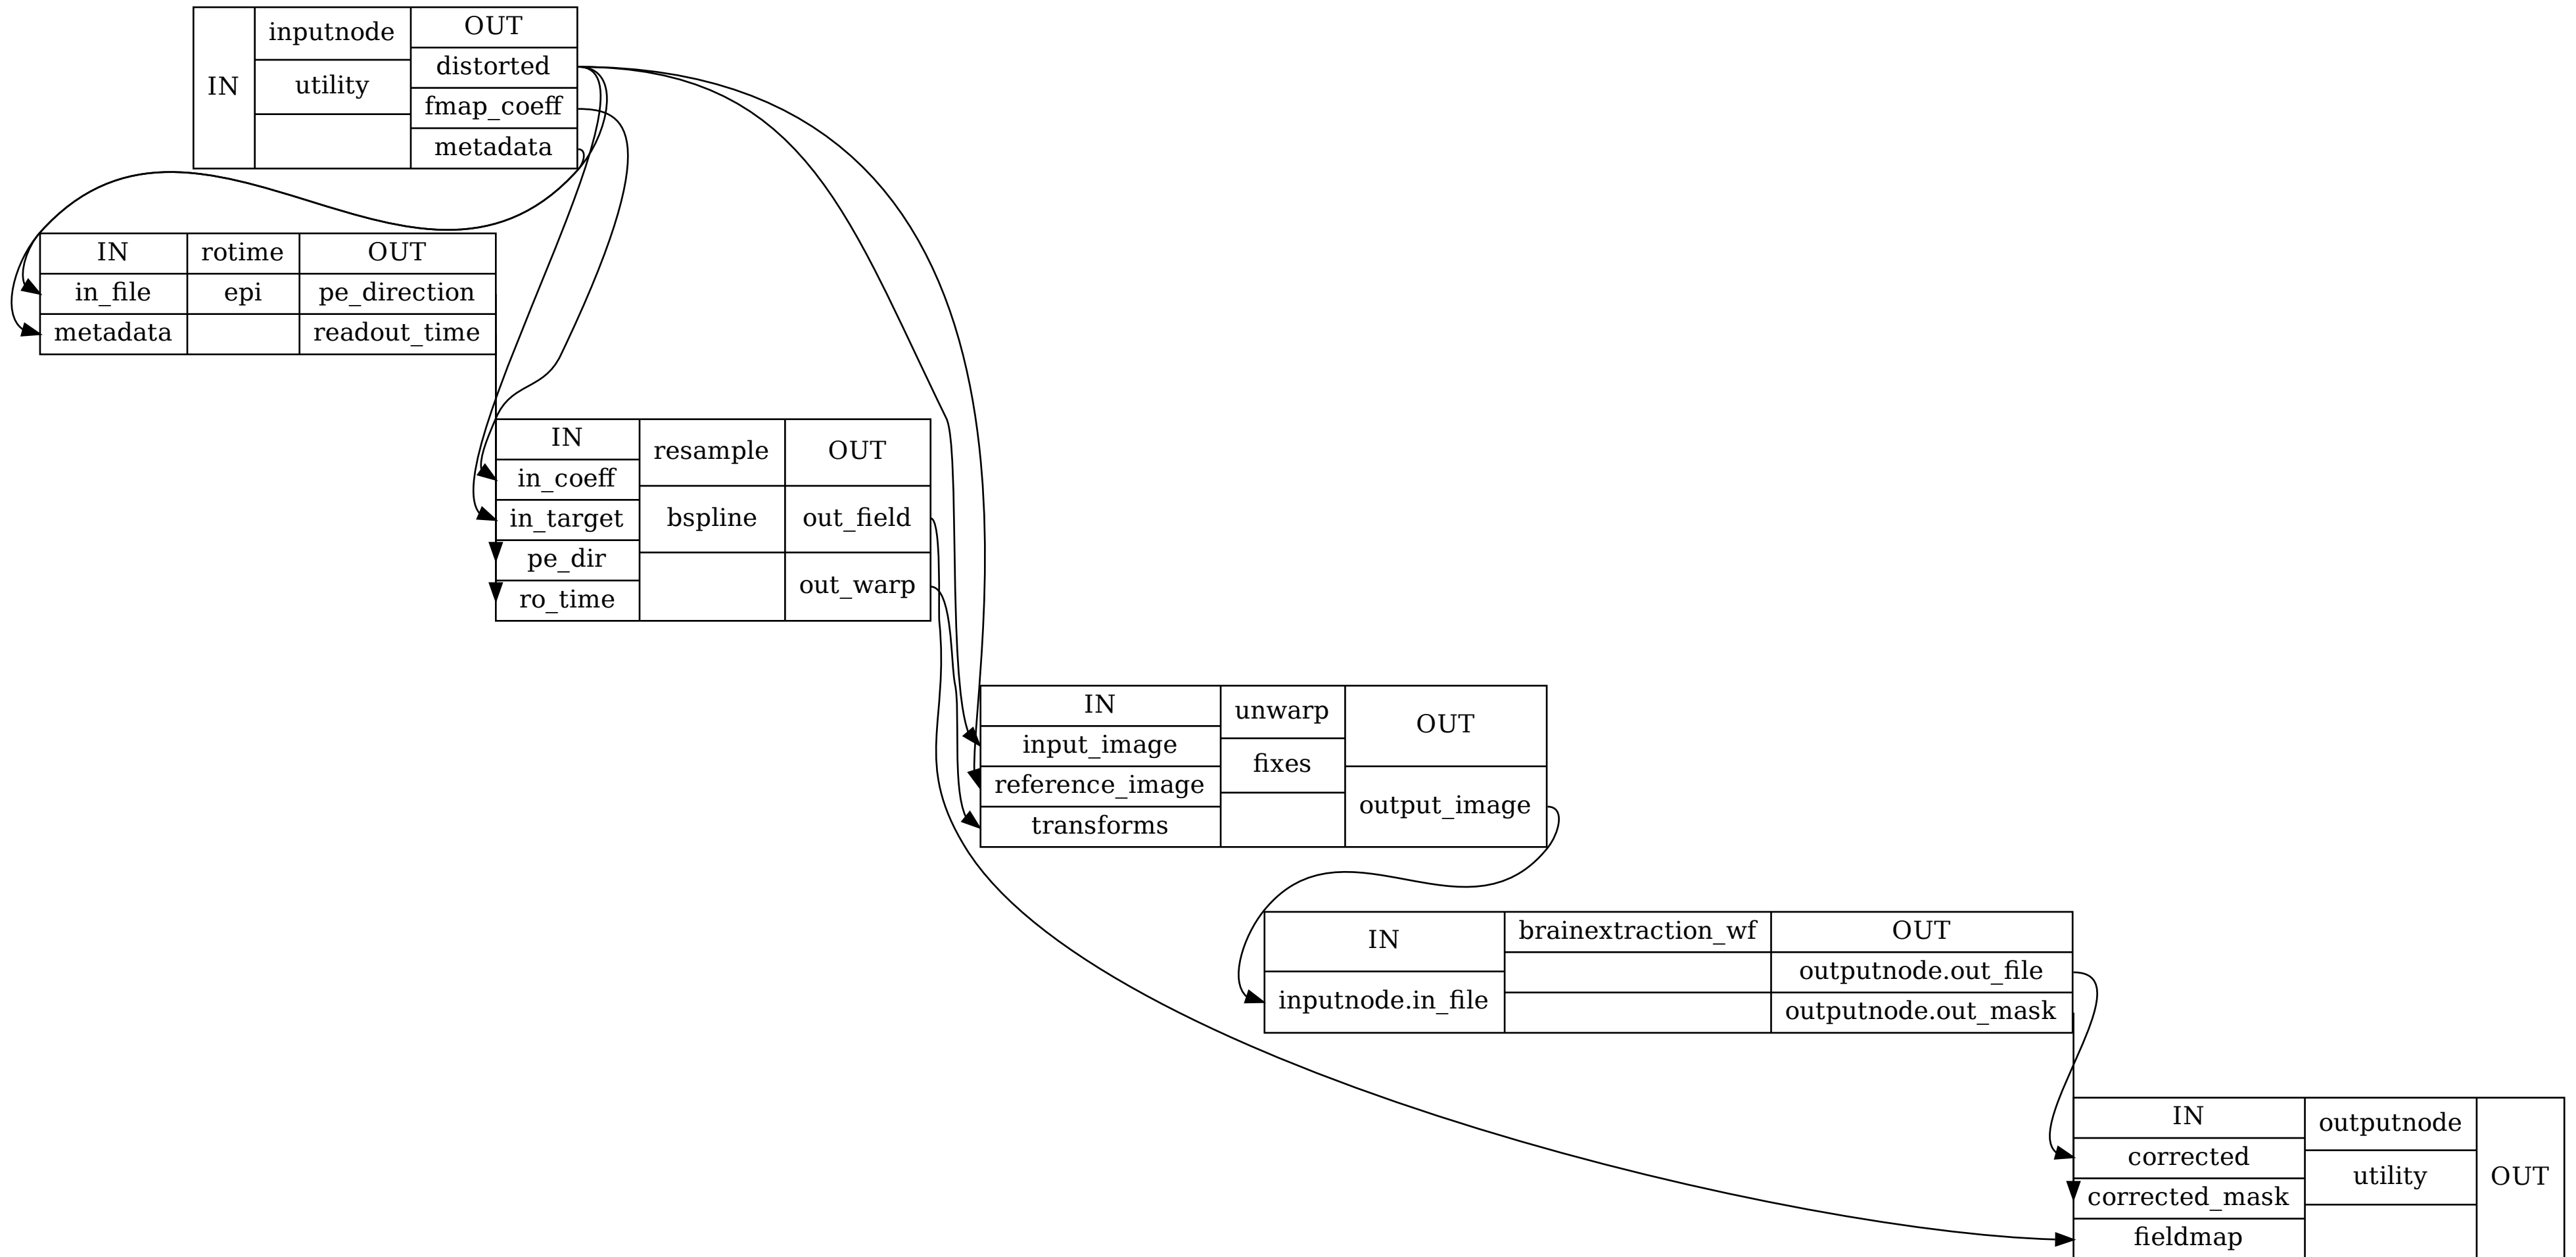 IN
inputnode
utility
OUT
distorted
fmap_coeff
metadata
IN
in_file
metadata
rotime
epi
OUT
pe_direction
readout_time
IN
in_coeff
in_target
pe_dir
ro_time
resample
bspline
OUT
out_field
out_warp
IN
input_image
reference_image
transforms
unwarp
fixes
OUT
output_image
IN
inputnode.in_file
brainextraction_wf
OUT
outputnode.out_file
outputnode.out_mask
IN
corrected
corrected_mask
fieldmap
outputnode
utility
OUT